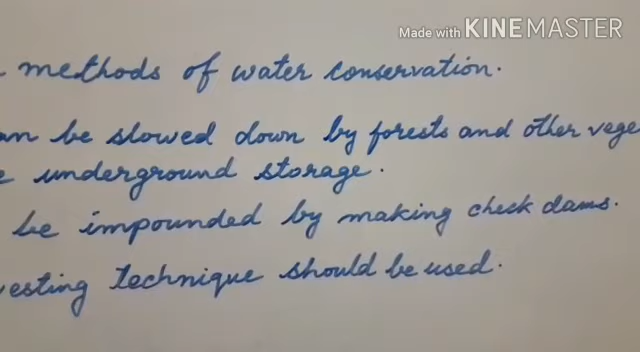 Made with KINEMASTER
methods of water conservation.
be slowed down by forests and other
underground storage.
be impounded by making check dams.
technique should be used.